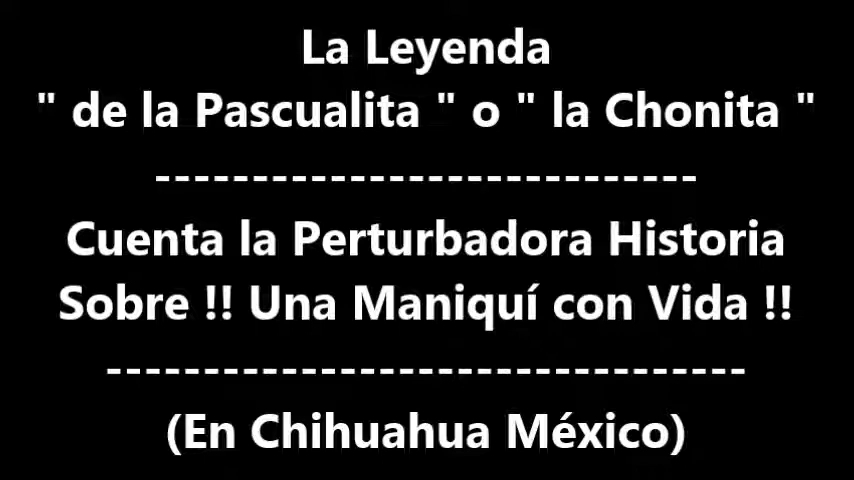 La Leyenda
" de la Pascualita " o " la Chonita "
-----------------------------
Cuenta la Perturbadora Historia
Sobre !! Una Maniquí con Vida !!
----------------------------------
(En Chihuahua México)